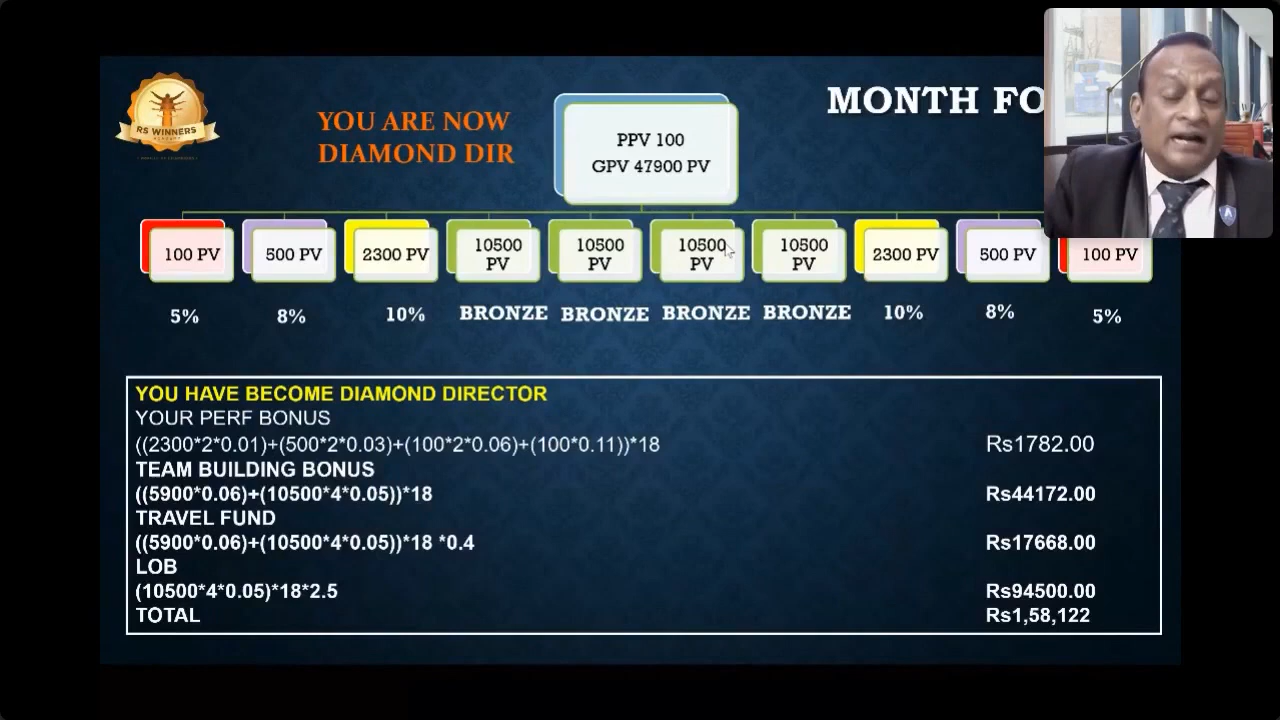 RS WINNERS
YOU ARE NOW
DIAMOND DIR
MONTH FO
PPV 100
GPV 47900 PV
100 PV
500 PV
2300 PV
10500
PV
10500
PV
10500
PV
10500
PV
2300 PV
500 PV
100 PV
5%
8%
10%
BRONZE
BRONZE
BRONZE
BRONZE
10%
8%
5%
YOU HAVE BECOME DIAMOND DIRECTOR
YOUR PERF BONUS
((2300*2*0.01)+(500*2*0.03)+(100*2*0.06)+(100*0.11))*18 Rs1782.00
TEAM BUILDING BONUS
((5900*0.06)+(10500*4*0.05))*18 Rs44172.00
TRAVEL FUND
((5900*0.06)+(10500*4*0.05))*18 *0.4 Rs17668.00
LOB
(10500*4*0.05)*18*2.5 Rs94500.00
TOTAL Rs1,58,122